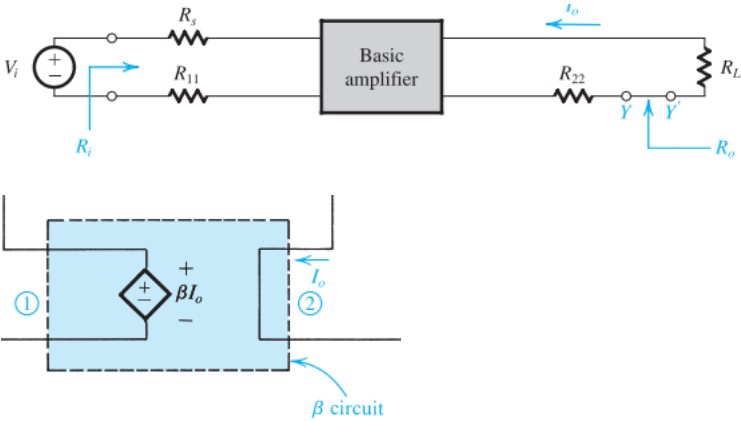 I_o
R_s
V_i
+
−
Basic
amplifier
R_L
R_11
R_22
Y Y′
R_i
R_o
①
+
−
+
βI_o
−
I_o
②
β circuit